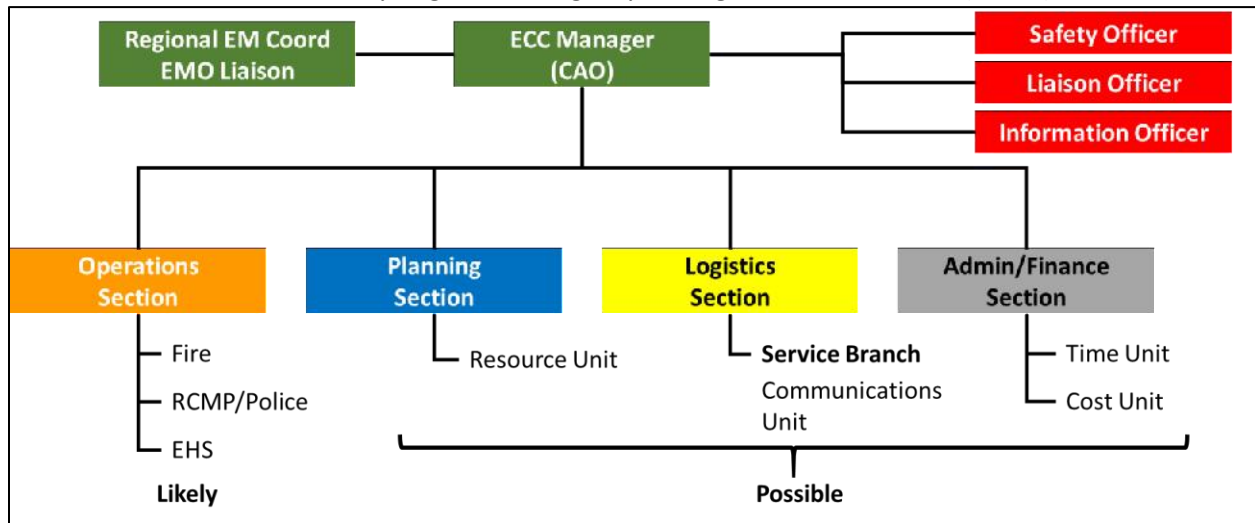 Regional EM Coord
EMO Liaison
ECC Manager
(CAO)
Safety Officer
Liaison Officer
Information Officer
Operations
Section
Planning
Section
Logistics
Section
Admin/Finance
Section
Fire
RCMP/Police
EHS
Likely
Resource Unit
Service Branch
Communications
Unit
Time Unit
Cost Unit
Possible